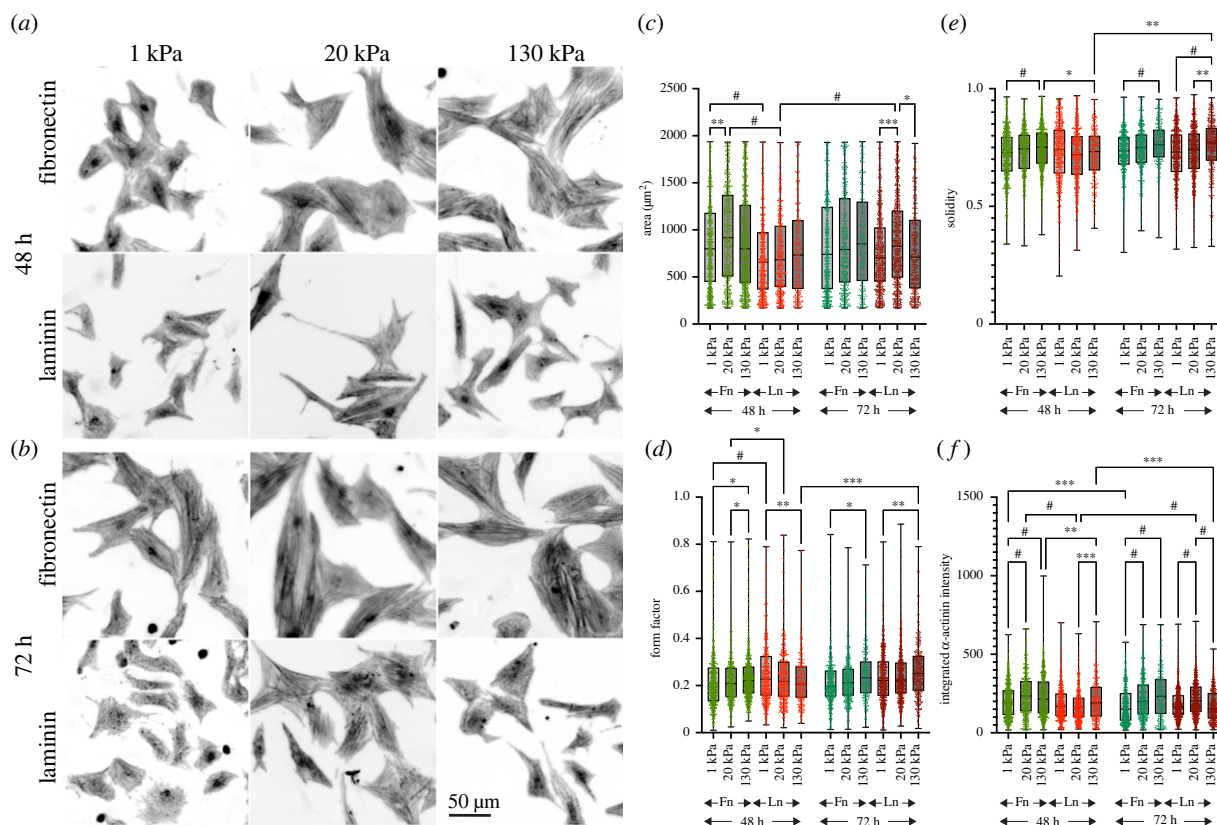 (a)
1 kPa 20 kPa 130 kPa
48 h
fibronectin
laminin
(b)
72 h
fibronectin
laminin
50 µm
(c)
area (µm²)
2500
2000
1500
1000
500
0
# #
** # *** *
1 kPa 20 kPa 130 kPa 1 kPa 20 kPa 130 kPa 1 kPa 20 kPa 130 kPa 1 kPa 20 kPa 130 kPa
Fn Ln Fn Ln
48 h 72 h
(d)
form factor
1.0
0.8
0.6
0.4
0.2
0
*
#
* *** 
* ** * **
1 kPa 20 kPa 130 kPa 1 kPa 20 kPa 130 kPa 1 kPa 20 kPa 130 kPa 1 kPa 20 kPa 130 kPa
Fn Ln Fn Ln
48 h 72 h
(e)
solidity
1.0
0.5
0
**
#
# * # **
1 kPa 20 kPa 130 kPa 1 kPa 20 kPa 130 kPa 1 kPa 20 kPa 130 kPa 1 kPa 20 kPa 130 kPa
Fn Ln Fn Ln
48 h 72 h
(f)
integrated α-actinin intensity
1500
1000
500
0
***
***
# #
# ** # #
# *** # #
1 kPa 20 kPa 130 kPa 1 kPa 20 kPa 130 kPa 1 kPa 20 kPa 130 kPa 1 kPa 20 kPa 130 kPa
Fn Ln Fn Ln
48 h 72 h